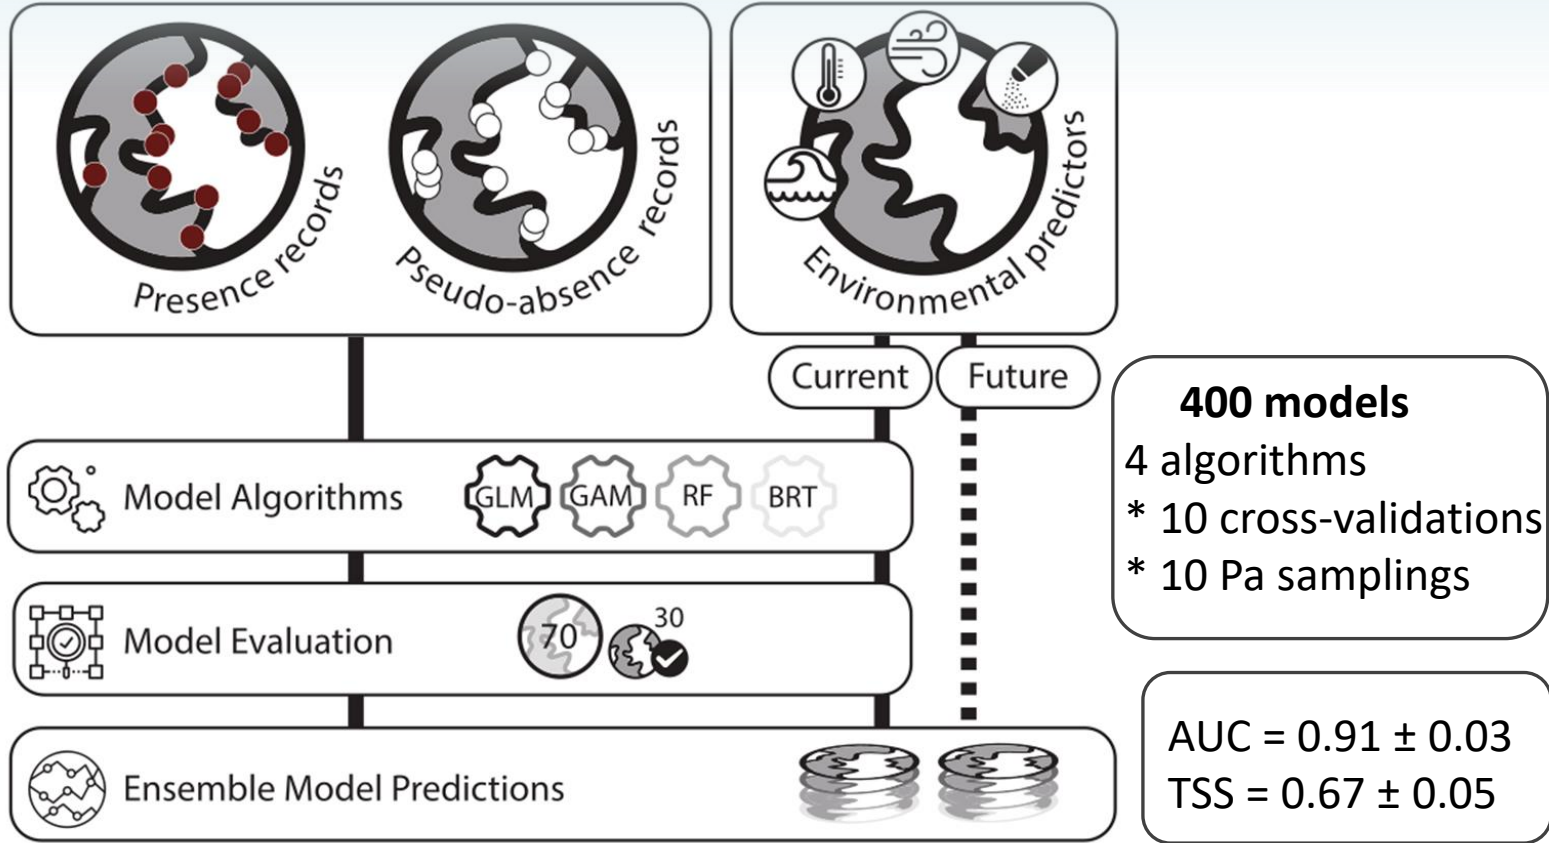 Presence records
Pseudo-absence records
Environmental predictors
Current
Future
Model Algorithms
GLM
GAM
RF
BRT
Model Evaluation
70
30
Ensemble Model Predictions
400 models
4 algorithms
* 10 cross-validations
* 10 Pa samplings
AUC = 0.91 ± 0.03
TSS = 0.67 ± 0.05